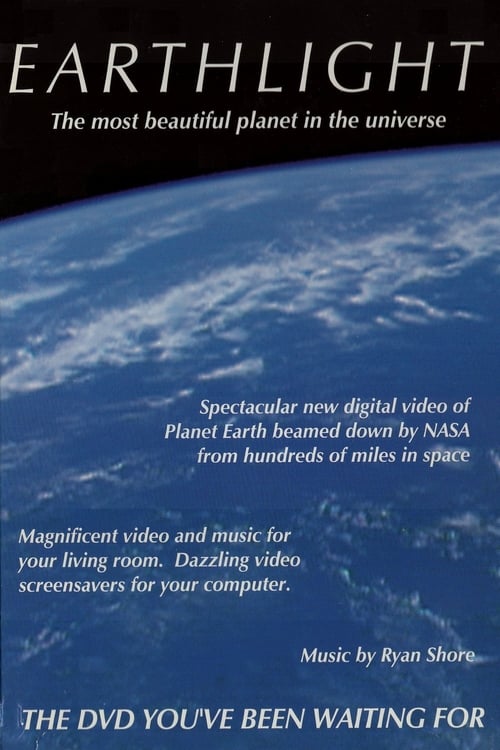 EARTHLIGHT
The most beautiful planet in the universe
Spectacular new digital video of
Planet Earth beamed down by NASA
from hundreds of miles in space
Magnificent video and music for
your living room. Dazzling video
screensavers for your computer.
Music by Ryan Shore
THE DVD YOU'VE BEEN WAITING FOR